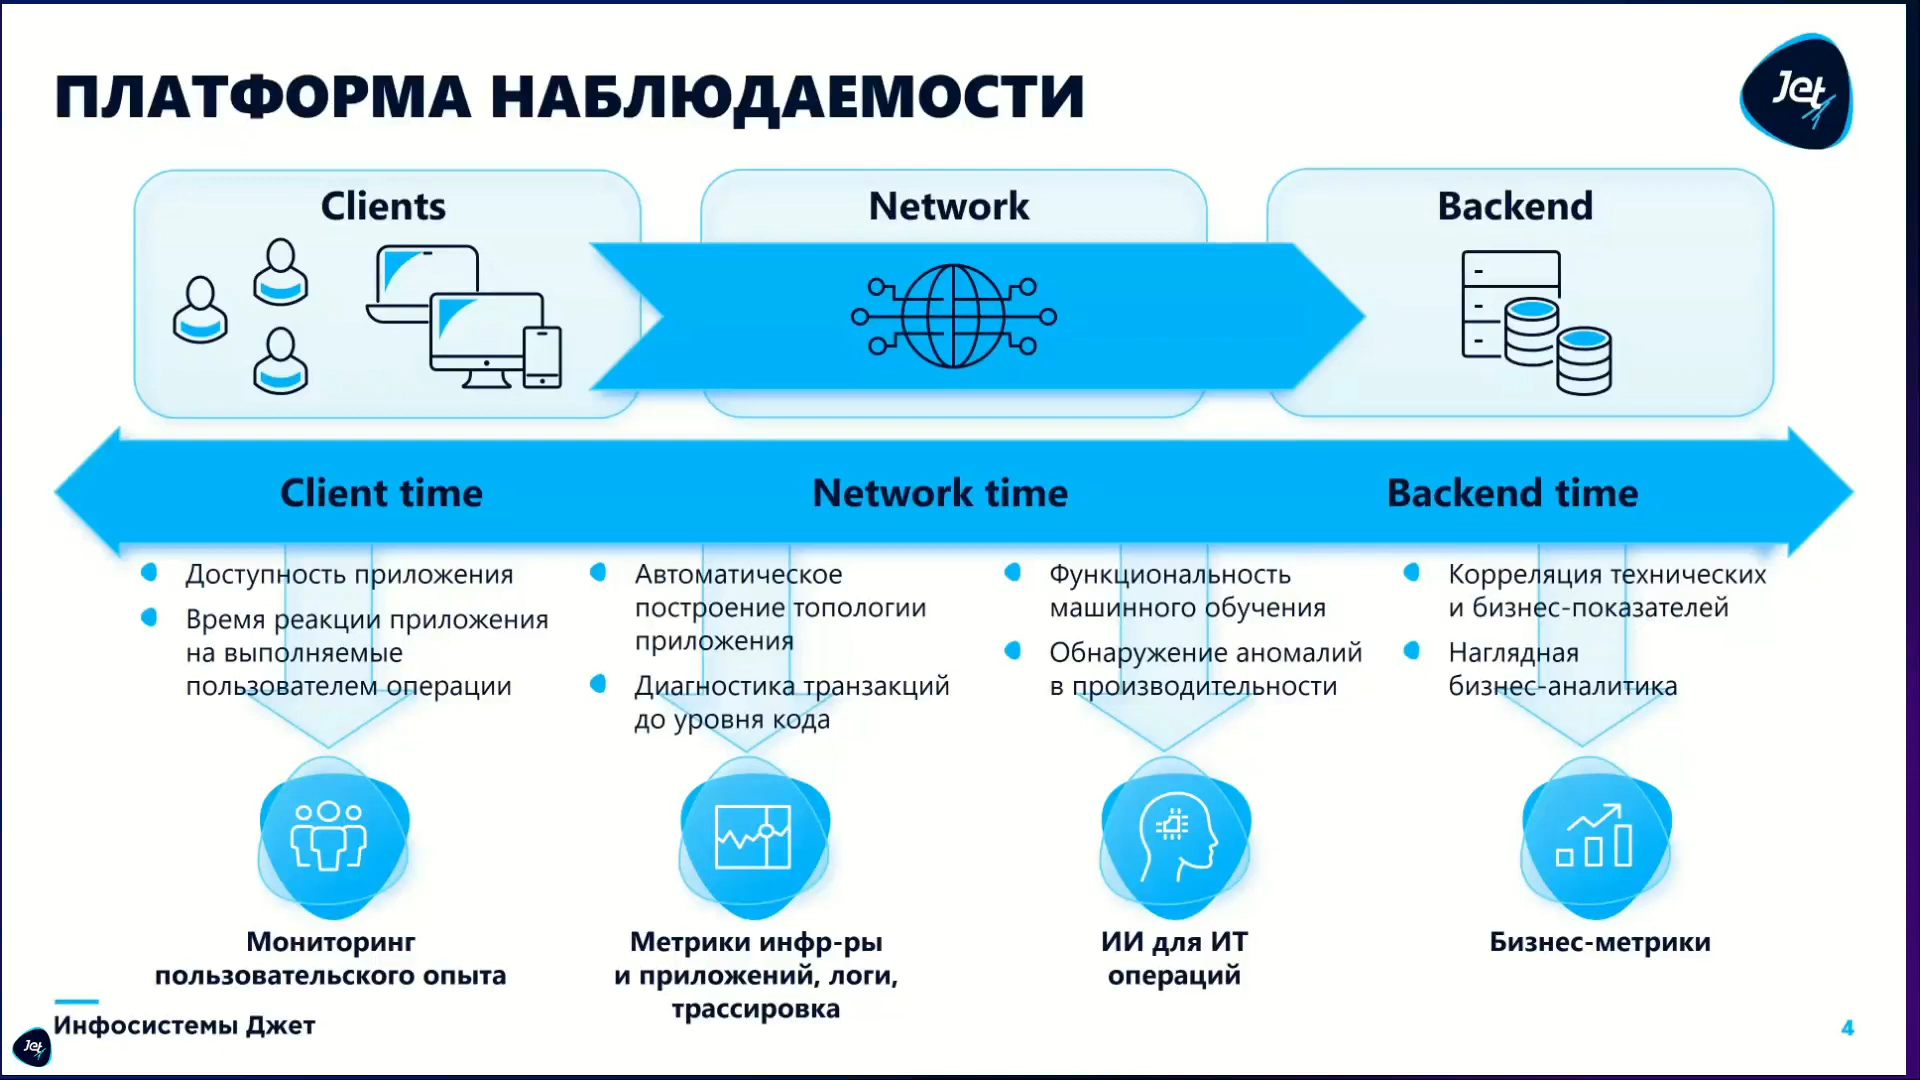 ПЛАТФОРМА НАБЛЮДАЕМОСТИ
Jet
Clients
Network
Backend
Client time
Network time
Backend time
Доступность приложения
Время реакции приложения
на выполняемые
пользователем операции
Автоматическое
построение топологии
приложения
Диагностика транзакций
до уровня кода
Функциональность
машинного обучения
Обнаружение аномалий
в производительности
Корреляция технических
и бизнес-показателей
Наглядная
бизнес-аналитика
Мониторинг
пользовательского опыта
Метрики инфр-ры
и приложений, логи,
трассировка
ИИ для ИТ
операций
Бизнес-метрики
Инфосистемы Джет
Jet
4